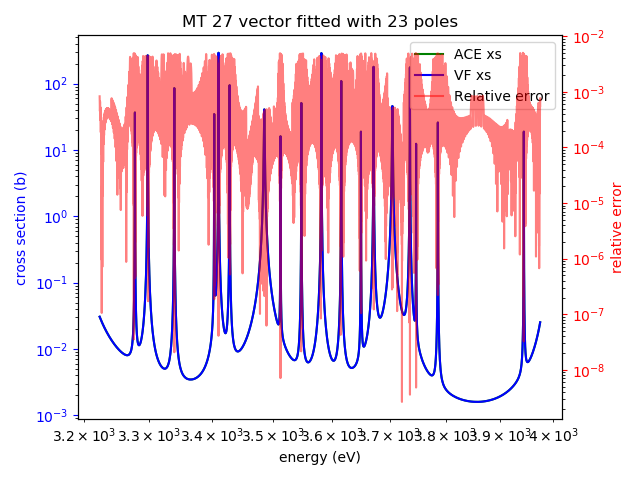 MT 27 vector fitted with 23 poles
ACE xs
VF xs
Relative error
cross section (b)
10²
10¹
10⁰
10⁻¹
10⁻²
10⁻³
10⁻²
10⁻³
10⁻⁴
10⁻⁵
10⁻⁶
10⁻⁷
10⁻⁸
relative error
3.2 × 10³ 3.3 × 10³ 3.4 × 10³ 3.5 × 10³ 3.6 × 10³ 3.7 × 10³ 3.8 × 10³ 3.9 × 10³ 4 × 10³
energy (eV)